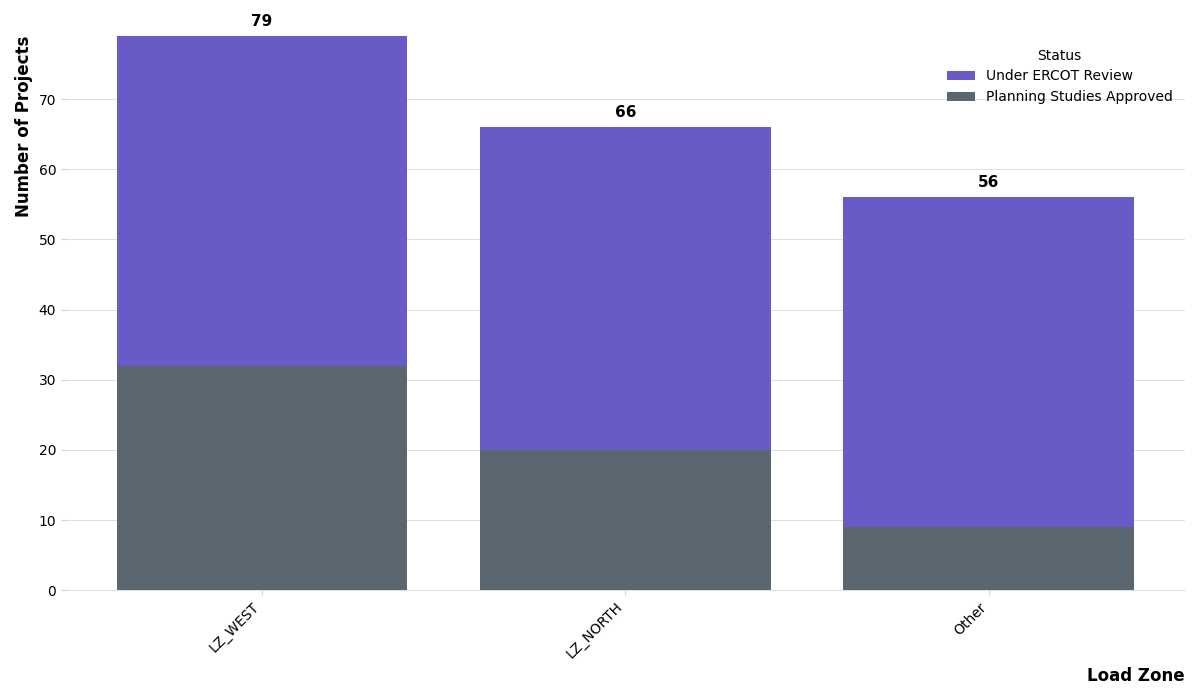 79
66
56
Number of Projects
Status
Under ERCOT Review
Planning Studies Approved
70
60
50
40
30
20
10
0
LZ_WEST
LZ_NORTH
Other
Load Zone